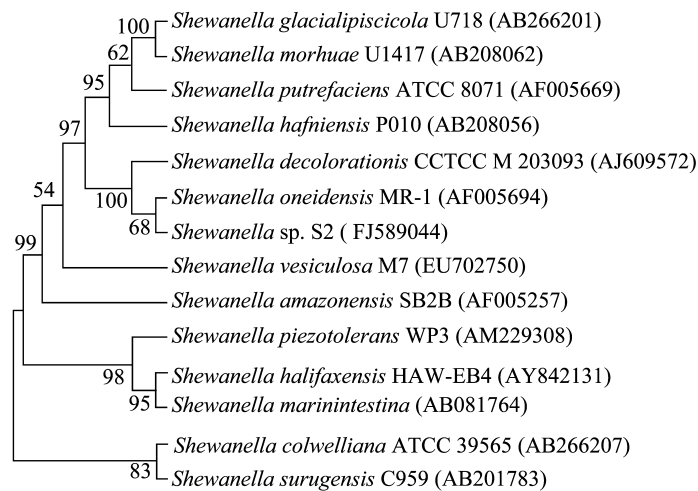 100
Shewanella glacialipiscicola U718 (AB266201)
62
Shewanella morhuae U1417 (AB208062)
95
Shewanella putrefaciens ATCC 8071 (AF005669)
97
Shewanella hafniensis P010 (AB208056)
Shewanella decolorationis CCTCC M 203093 (AJ609572)
54
100
Shewanella oneidensis MR-1 (AF005694)
68
Shewanella sp. S2 ( FJ589044)
99
Shewanella vesiculosa M7 (EU702750)
Shewanella amazonensis SB2B (AF005257)
Shewanella piezotolerans WP3 (AM229308)
98
Shewanella halifaxensis HAW-EB4 (AY842131)
95
Shewanella marinintestina (AB081764)
Shewanella colwelliana ATCC 39565 (AB266207)
83
Shewanella surugensis C959 (AB201783)